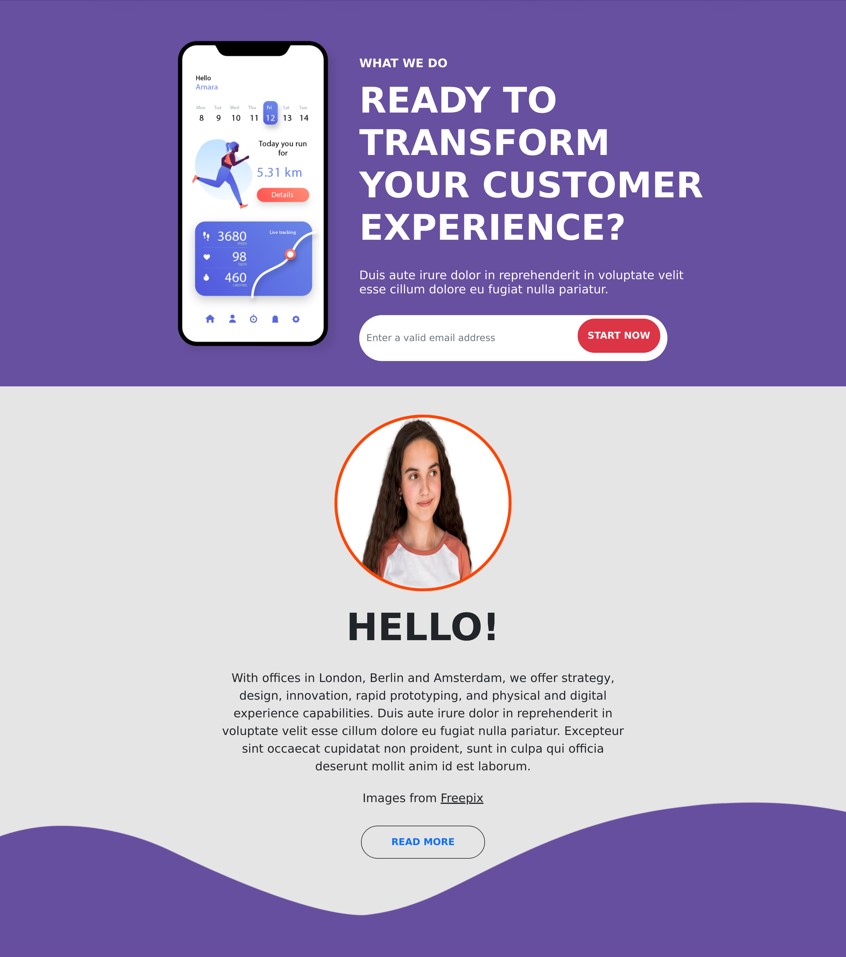 Hello
Amara
Mon Tue Wed Thu Fri Sat Sun
8 9 10 11 12 13 14
Today you run
for
5.31 km
Details
3680
Live tracking
98
460
WHAT WE DO
READY TO
TRANSFORM
YOUR CUSTOMER
EXPERIENCE?
Duis aute irure dolor in reprehenderit in voluptate velit
esse cillum dolore eu fugiat nulla pariatur.
Enter a valid email address
START NOW
HELLO!
With offices in London, Berlin and Amsterdam, we offer strategy,
design, innovation, rapid prototyping, and physical and digital
experience capabilities. Duis aute irure dolor in reprehenderit in
voluptate velit esse cillum dolore eu fugiat nulla pariatur. Excepteur
sint occaecat cupidatat non proident, sunt in culpa qui officia
deserunt mollit anim id est laborum.
Images from Freepix
READ MORE